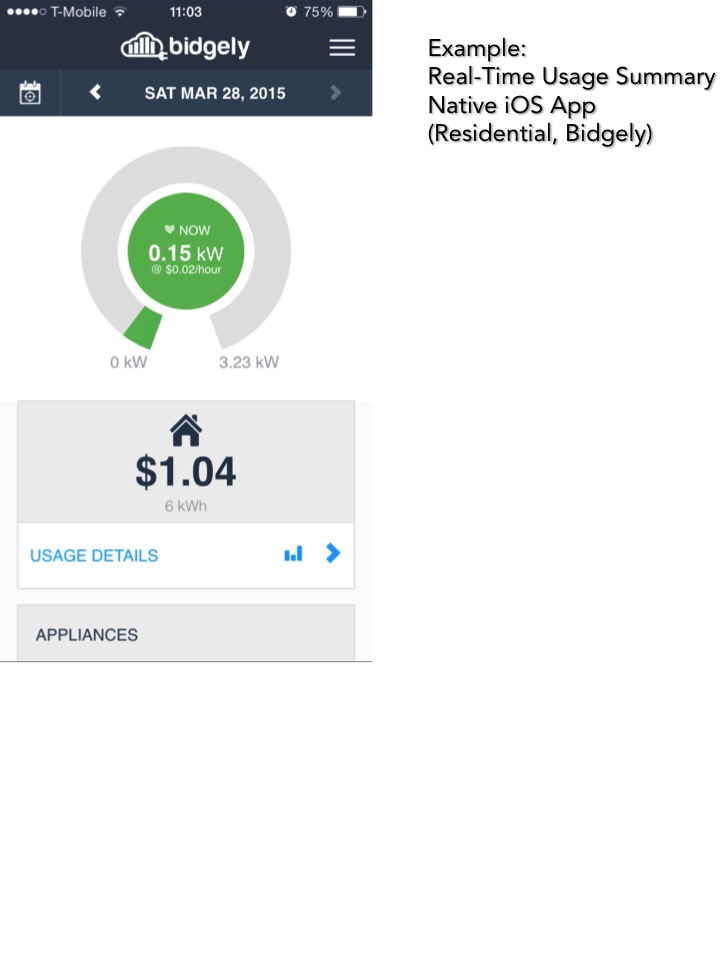 T-Mobile 11:03 75%
bidgely
SAT MAR 28, 2015
NOW
0.15 kW
@ $0.02/hour
0 kW 3.23 kW
$1.04
6 kWh
USAGE DETAILS
APPLIANCES
Example:
Real-Time Usage Summary
Native iOS App
(Residential, Bidgely)